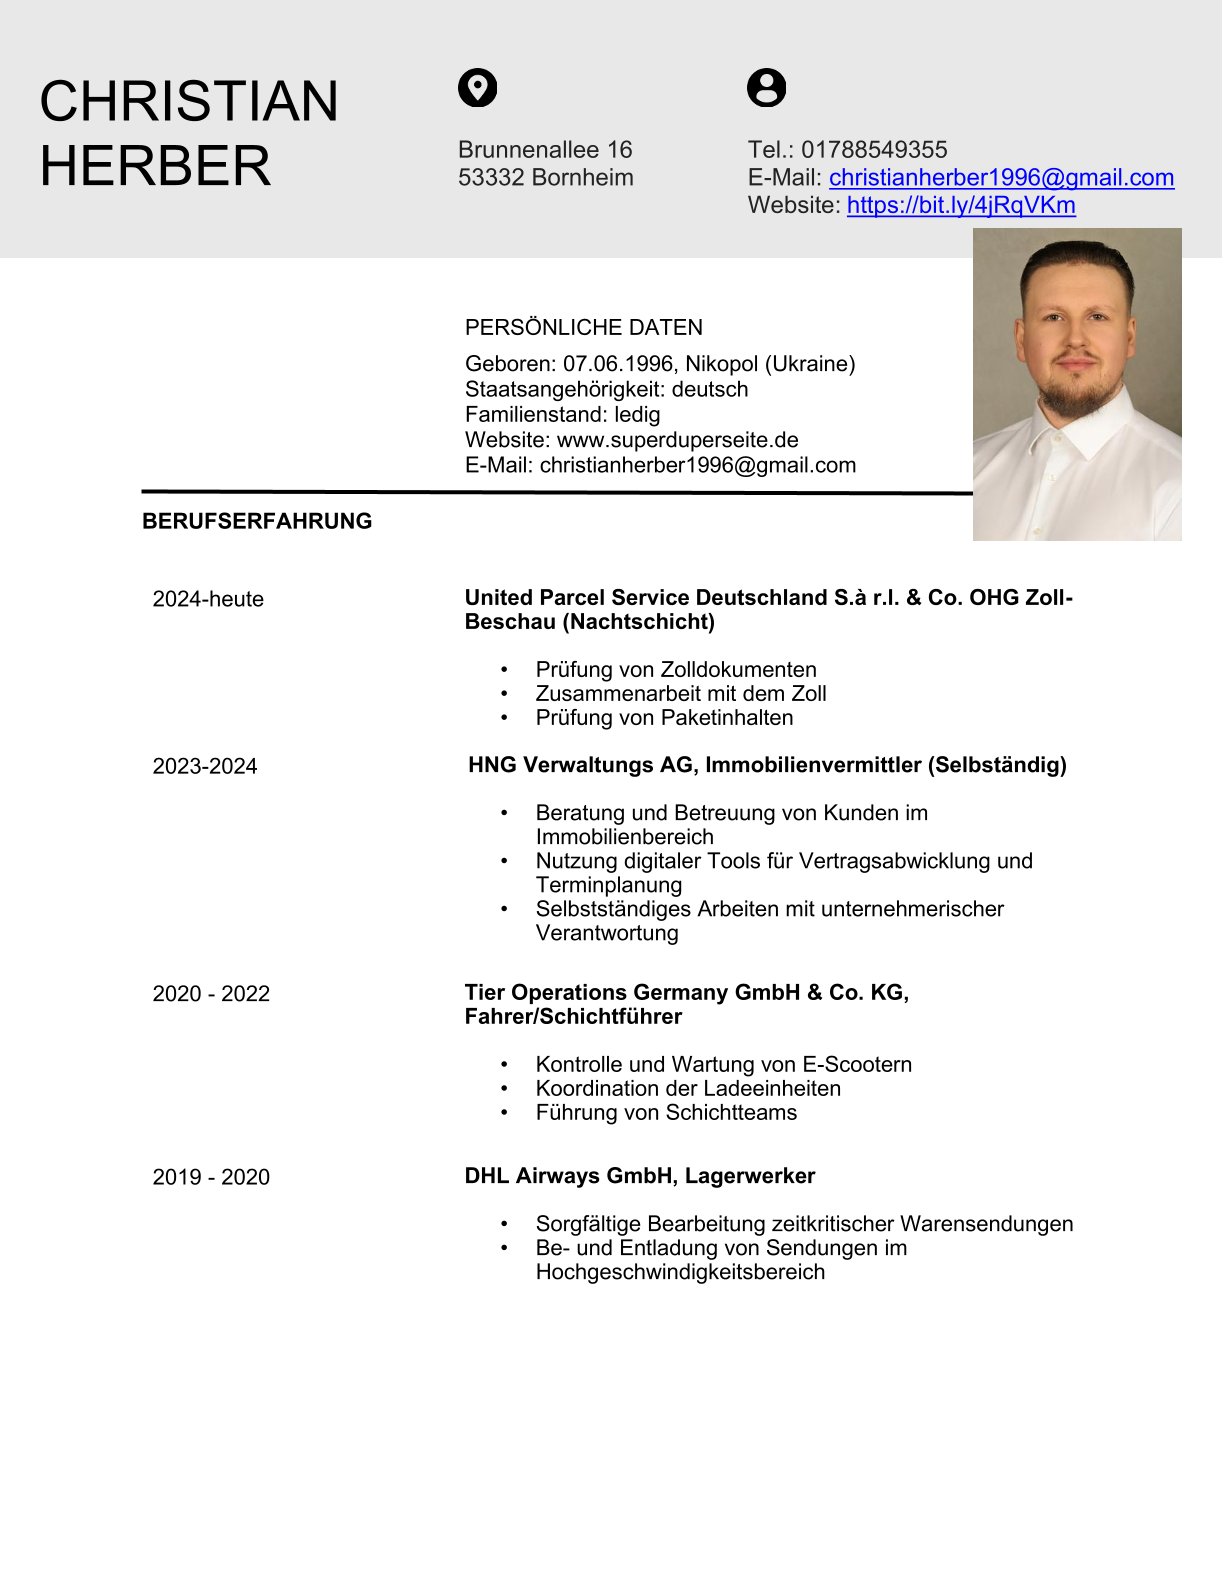 CHRISTIAN
HERBER
Brunnenallee 16
53332 Bornheim
Tel.: 01788549355
E-Mail: christianherber1996@gmail.com
Website: https://bit.ly/4jRqVKm
PERSÖNLICHE DATEN
Geboren: 07.06.1996, Nikopol (Ukraine)
Staatsangehörigkeit: deutsch
Familienstand: ledig
Website: www.superduperseite.de
E-Mail: christianherber1996@gmail.com
BERUFSERFAHRUNG
2024-heute
United Parcel Service Deutschland S.à r.l. & Co. OHG Zoll-
Beschau (Nachtschicht)
• Prüfung von Zolldokumenten
• Zusammenarbeit mit dem Zoll
• Prüfung von Paketinhalten
2023-2024
HNG Verwaltungs AG, Immobilienvermittler (Selbständig)
• Beratung und Betreuung von Kunden im
Immobilienbereich
• Nutzung digitaler Tools für Vertragsabwicklung und
Terminplanung
• Selbstständiges Arbeiten mit unternehmerischer
Verantwortung
2020 - 2022
Tier Operations Germany GmbH & Co. KG,
Fahrer/Schichtführer
• Kontrolle und Wartung von E-Scootern
• Koordination der Ladeeinheiten
• Führung von Schichtteams
2019 - 2020
DHL Airways GmbH, Lagerwerker
• Sorgfältige Bearbeitung zeitkritischer Warensendungen
• Be- und Entladung von Sendungen im
Hochgeschwindigkeitsbereich